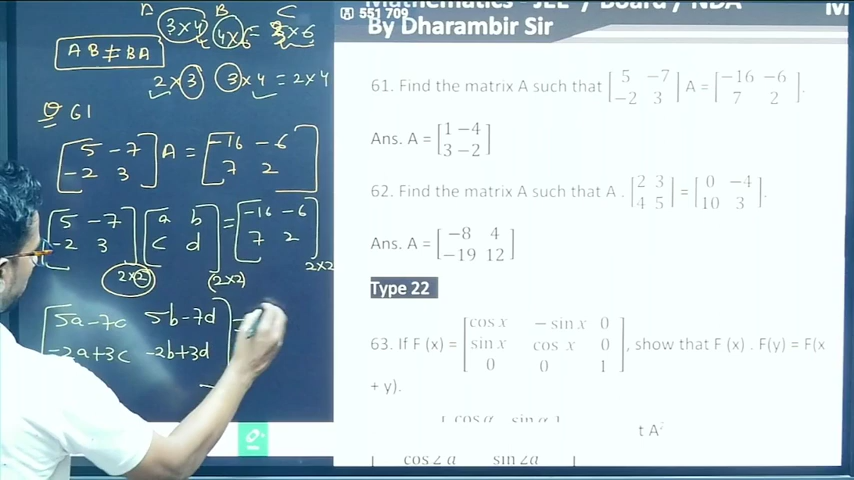 A B C
3×4 4×6 = 3×6
AB ≠ BA
2×3 3×4 = 2×4
Q 61
[5 -7
-2 3] A = [-16 -6
7 2]
[5 -7
-2 3] [a b
c d] = [-16 -6
7 2]
2×2 (2×2) 2×2
[5a-7c 5b-7d
-2a+3c -2b+3d] =
551 709
By Dharambir Sir
61. Find the matrix A such that [5 −7
−2 3] A = [−16 −6
7 2].
Ans. A = [1 −4
3 −2]
62. Find the matrix A such that A . [2 3
4 5] = [0 −4
10 3].
Ans. A = [−8 4
−19 12]
Type 22
63. If F (x) = [cos x − sin x 0
sin x cos x 0
0 0 1], show that F (x) . F(y) = F(x
+ y).